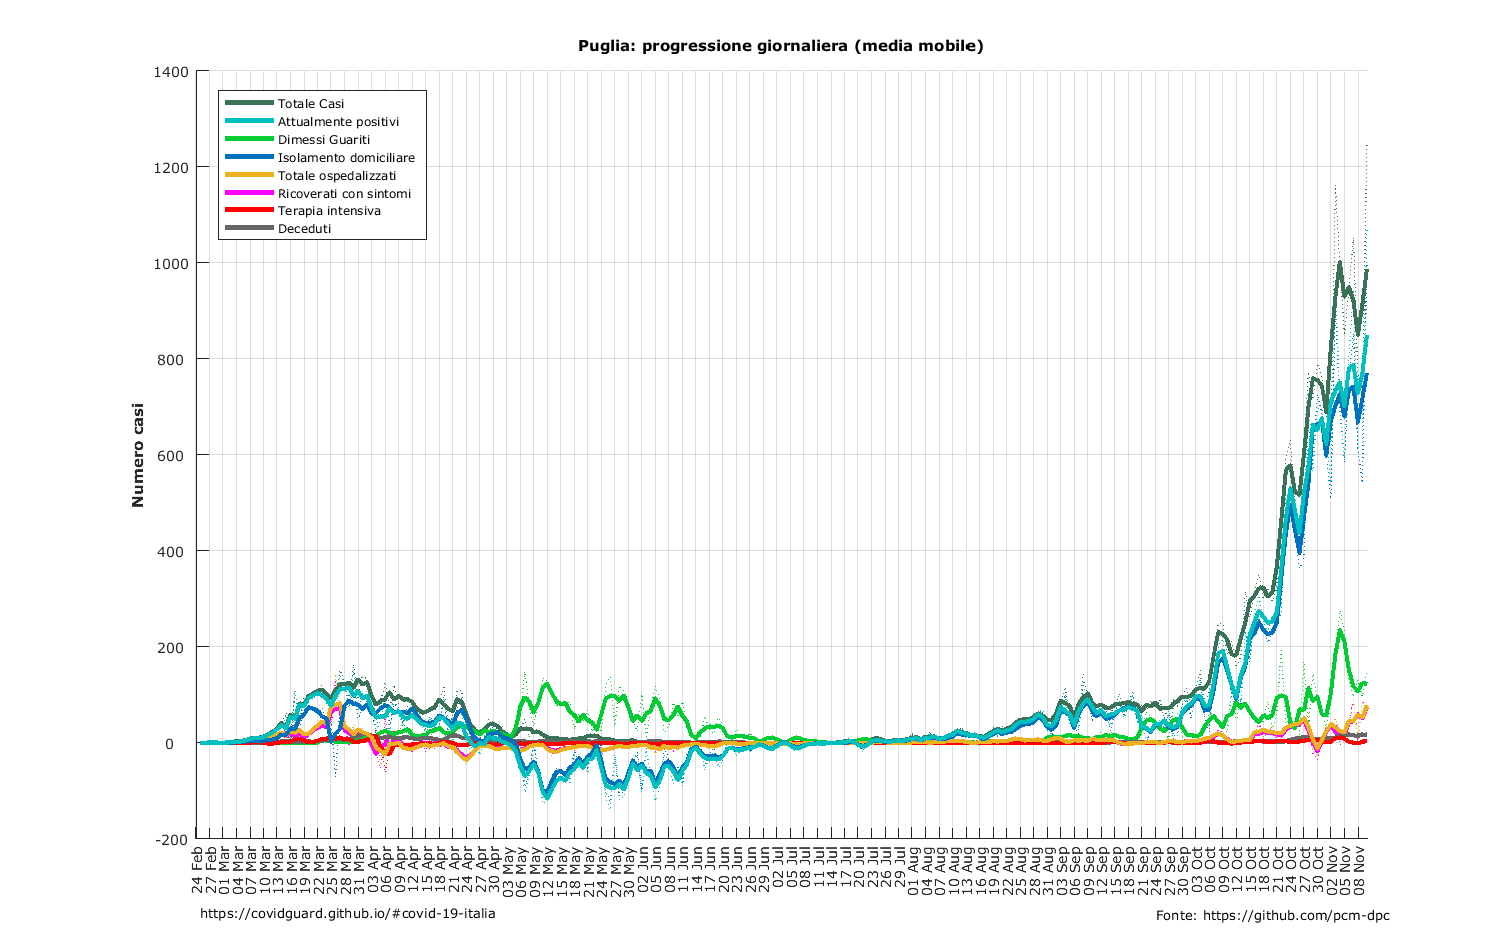 Puglia: progressione giornaliera (media mobile)
1400
1200
1000
800
600
400
200
0
-200
Numero casi
Totale Casi
Attualmente positivi
Dimessi Guariti
Isolamento domiciliare
Totale ospedalizzati
Ricoverati con sintomi
Terapia intensiva
Deceduti
24 Feb
27 Feb
01 Mar
04 Mar
07 Mar
10 Mar
13 Mar
16 Mar
19 Mar
22 Mar
25 Mar
28 Mar
31 Mar
03 Apr
06 Apr
09 Apr
12 Apr
15 Apr
18 Apr
21 Apr
24 Apr
27 Apr
30 Apr
03 May
06 May
09 May
12 May
15 May
18 May
21 May
24 May
27 May
30 May
02 Jun
05 Jun
08 Jun
11 Jun
14 Jun
17 Jun
20 Jun
23 Jun
26 Jun
29 Jun
02 Jul
05 Jul
08 Jul
11 Jul
14 Jul
17 Jul
20 Jul
23 Jul
26 Jul
29 Jul
01 Aug
04 Aug
07 Aug
10 Aug
13 Aug
16 Aug
19 Aug
22 Aug
25 Aug
28 Aug
31 Aug
03 Sep
06 Sep
09 Sep
12 Sep
15 Sep
18 Sep
21 Sep
24 Sep
27 Sep
30 Sep
03 Oct
06 Oct
09 Oct
12 Oct
15 Oct
18 Oct
21 Oct
24 Oct
27 Oct
30 Oct
02 Nov
05 Nov
08 Nov
https://covidguard.github.io/#covid-19-italia
Fonte: https://github.com/pcm-dpc